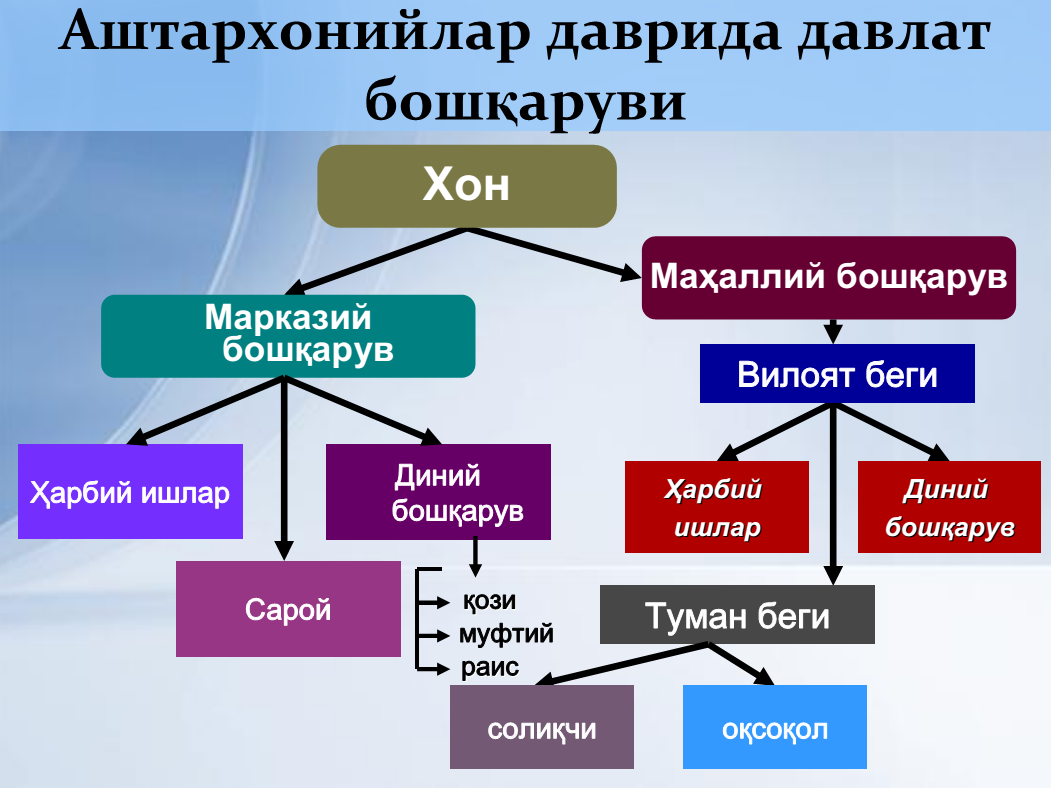 Аштархонийлар даврида давлат
бошқаруви
Хон
Маҳаллий бошқарув
Марказий
бошқарув
Вилоят беги
Ҳарбий ишлар
Диний
бошқарув
Ҳарбий
ишлар
Диний
бошқарув
Сарой
қози
муфтий
раис
Туман беги
солиқчи
оқсоқол